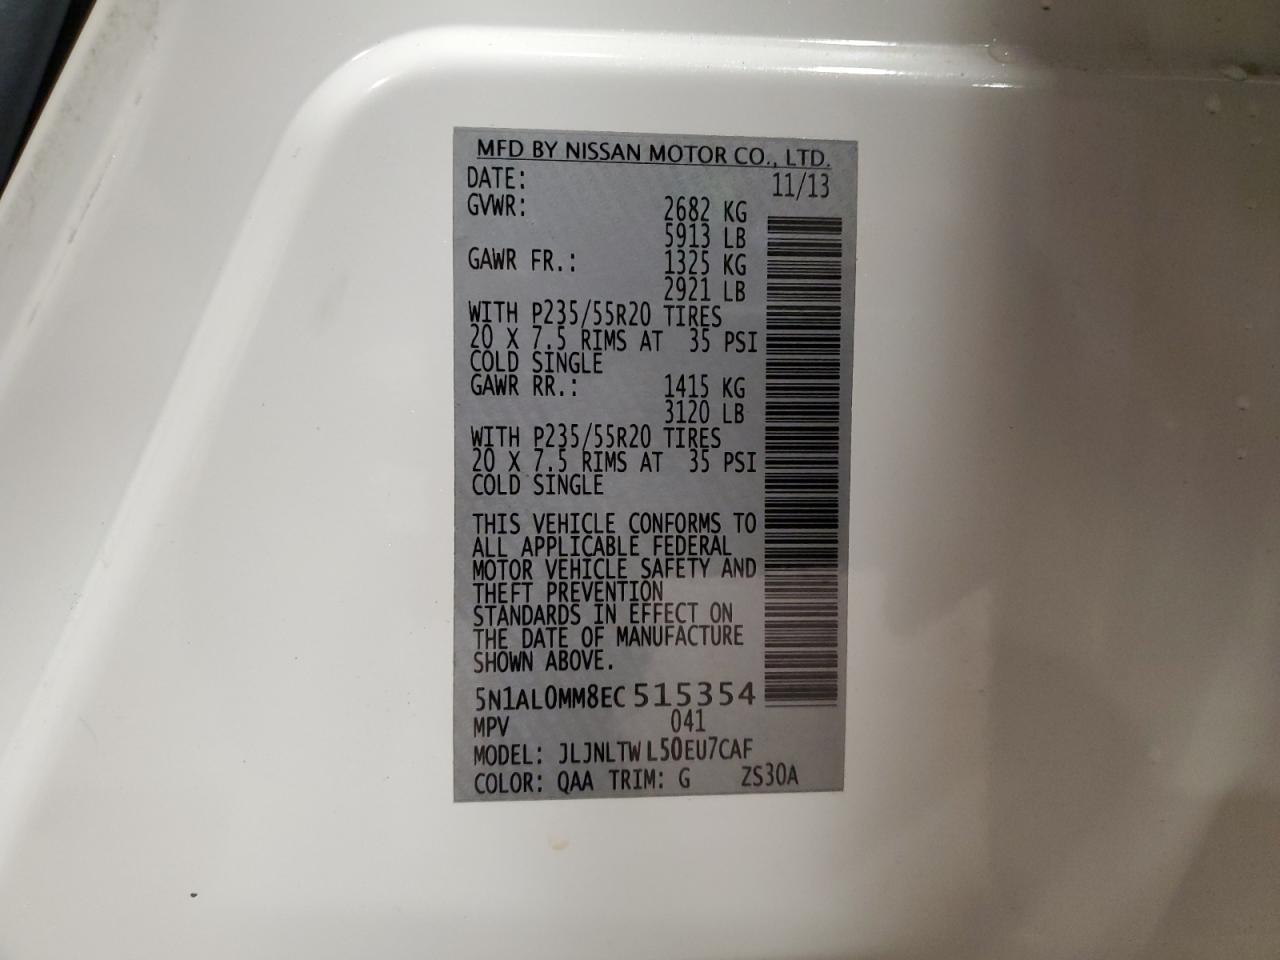 MFD BY NISSAN MOTOR CO., LTD.
DATE: 11/13
GVWR: 2682 KG
5913 LB
GAWR FR.: 1325 KG
2921 LB
WITH P235/55R20 TIRES
20 X 7.5 RIMS AT 35 PSI
COLD SINGLE
GAWR RR.: 1415 KG
3120 LB
WITH P235/55R20 TIRES
20 X 7.5 RIMS AT 35 PSI
COLD SINGLE
THIS VEHICLE CONFORMS TO
ALL APPLICABLE FEDERAL
MOTOR VEHICLE SAFETY AND
THEFT PREVENTION
STANDARDS IN EFFECT ON
THE DATE OF MANUFACTURE
SHOWN ABOVE.
5N1AL0MM8EC 515354
MPV 041
MODEL: JLJNLTW L50EU7CAF
COLOR: QAA TRIM: G ZS30A